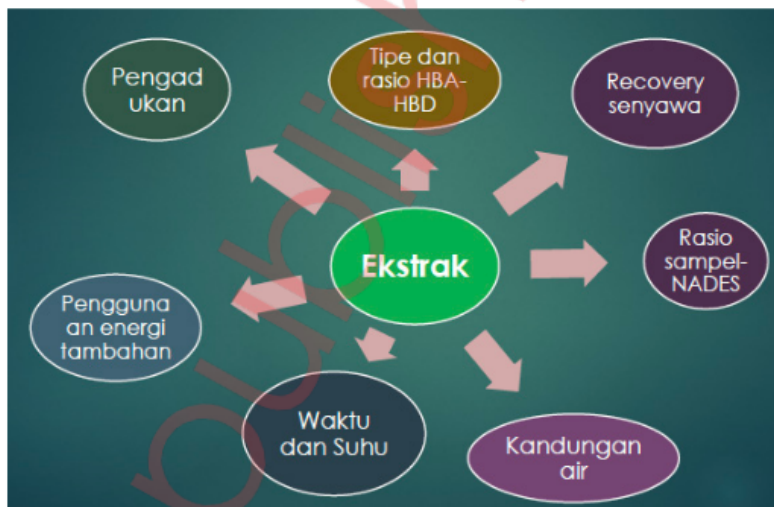 Pengad
ukan
Tipe dan
rasio HBA-
HBD
Recovery
senyawa
Ekstrak
Rasio
sampel-
NADES
Pengguna
an energi
tambahan
Waktu
dan Suhu
Kandungan
air